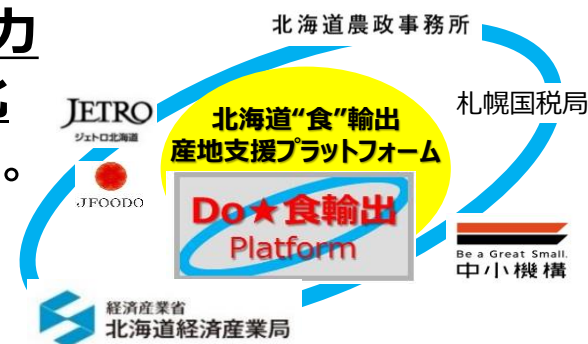 北海道農政事務所
力
化
。
JETRO
ジェトロ北海道
JFOODO
北海道“食”輸出
産地支援プラットフォーム
札幌国税局
Do★食輸出
Platform
Be a Great Small.
中小機構
経済産業省
北海道経済産業局